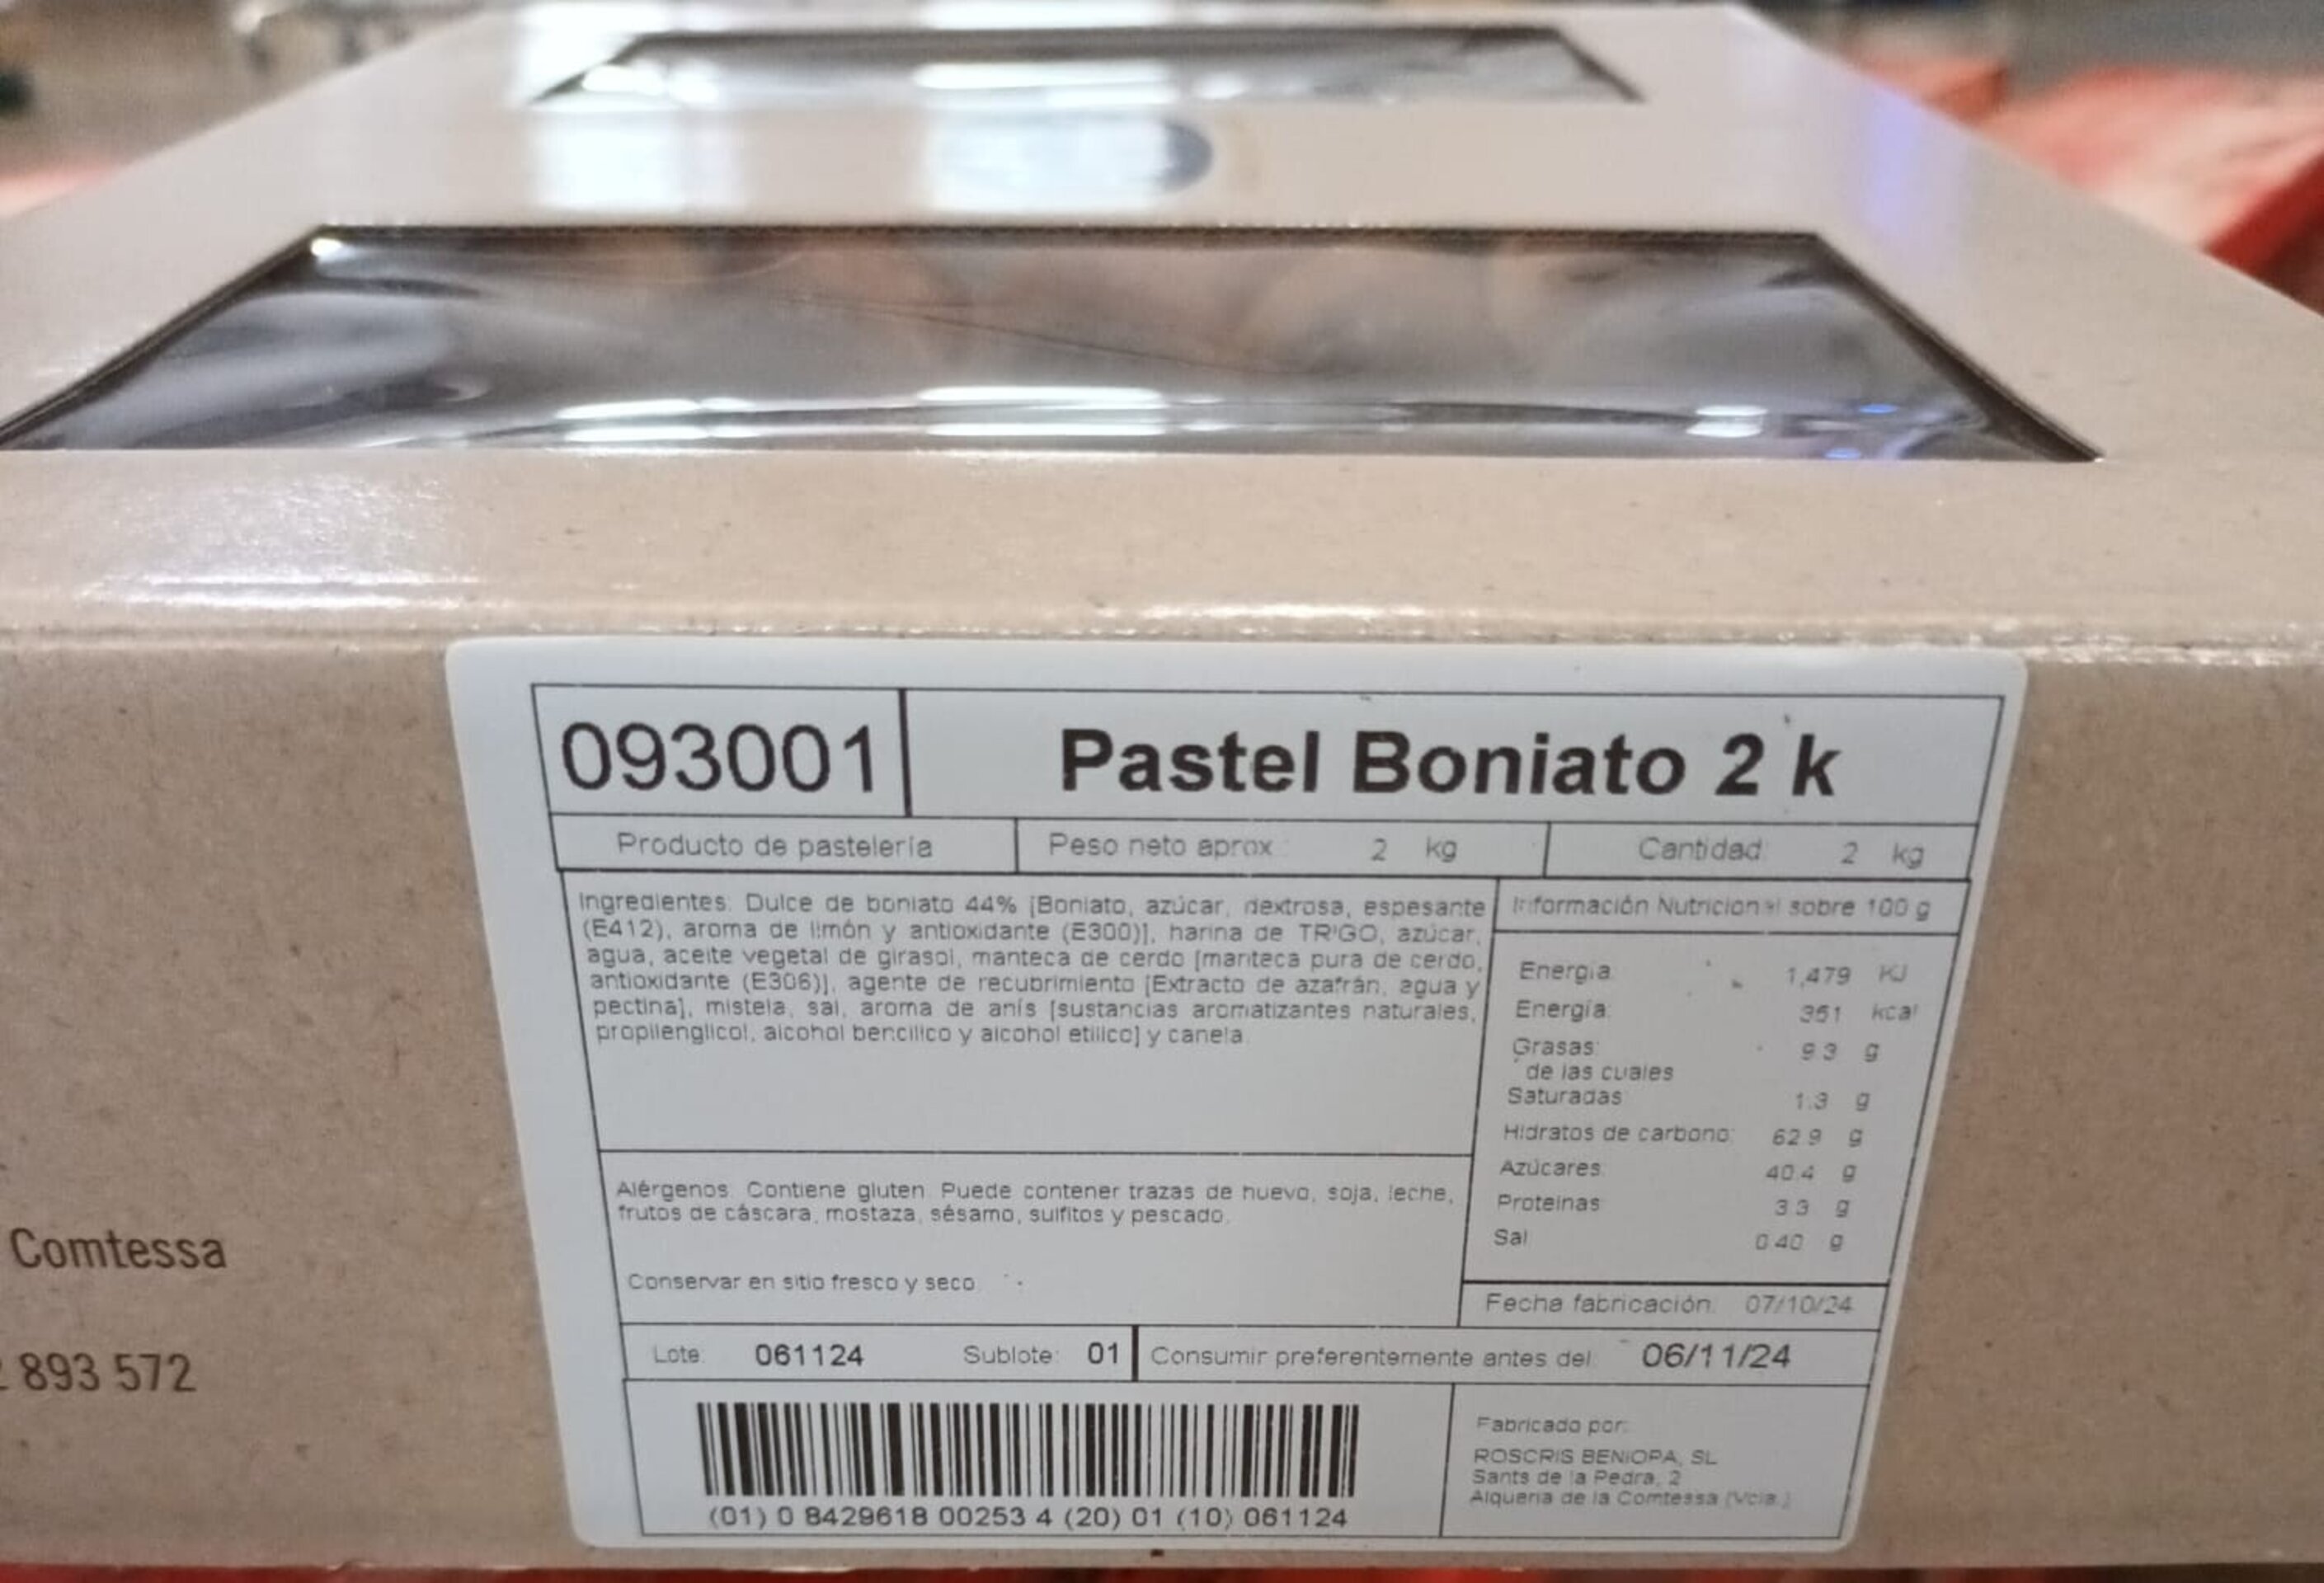 093001
Pastel Boniato 2 k
Producto de pastelería
Peso neto aprox.: 2 kg
Cantidad: 2 kg
Ingredientes: Dulce de boniato 44% [Boniato, azúcar, dextrosa, espesante
(E412), aroma de limón y antioxidante (E300)], harina de TRIGO, azúcar,
agua, aceite vegetal de girasol, manteca de cerdo [manteca pura de cerdo,
antioxidante (E306)], agente de recubrimiento [Extracto de azafrán, agua y
pectina], mistela, sal, aroma de anís [sustancias aromatizantes naturales,
propilenglicol, alcohol bencílico y alcohol etílico] y canela.
Información Nutricional sobre 100 g
Energía: 1,479 KJ
Energía: 351 kcal
Grasas: 9.3 g
de las cuales
Saturadas 1.3 g
Hidratos de carbono: 62.9 g
Azúcares: 40.4 g
Proteinas 3.3 g
Sal 0.40 g
Alérgenos: Contiene gluten. Puede contener trazas de huevo, soja, leche,
frutos de cáscara, mostaza, sésamo, sulfitos y pescado.
Conservar en sitio fresco y seco.
Fecha fabricación: 07/10/24
Lote: 061124 Sublote: 01
Consumir preferentemente antes del: 06/11/24
(01) 0 8429618 00253 4 (20) 01 (10) 061124
Fabricado por:
ROSCRIS BENIOPA, SL
Sants de la Pedra, 2
Alqueria de la Comtessa (Vcia.)
Comtessa
893 572